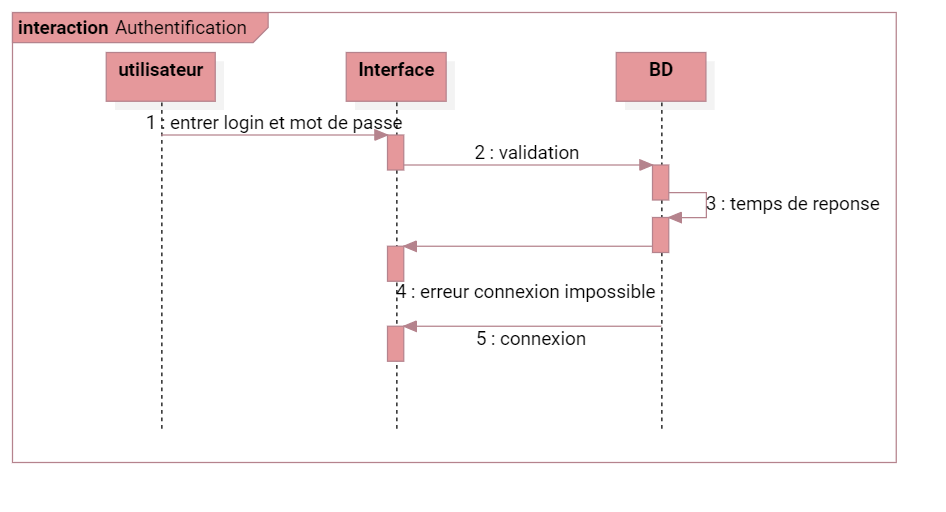 interaction Authentification
utilisateur Interface BD
1 : entrer login et mot de passe
2 : validation
3 : temps de reponse
4 : erreur connexion impossible
5 : connexion